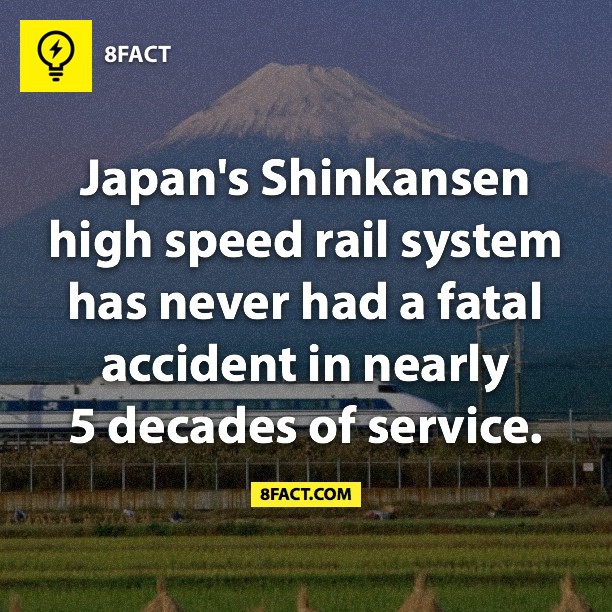 8FACT
Japan's Shinkansen
high speed rail system
has never had a fatal
accident in nearly
5 decades of service.
8FACT.COM